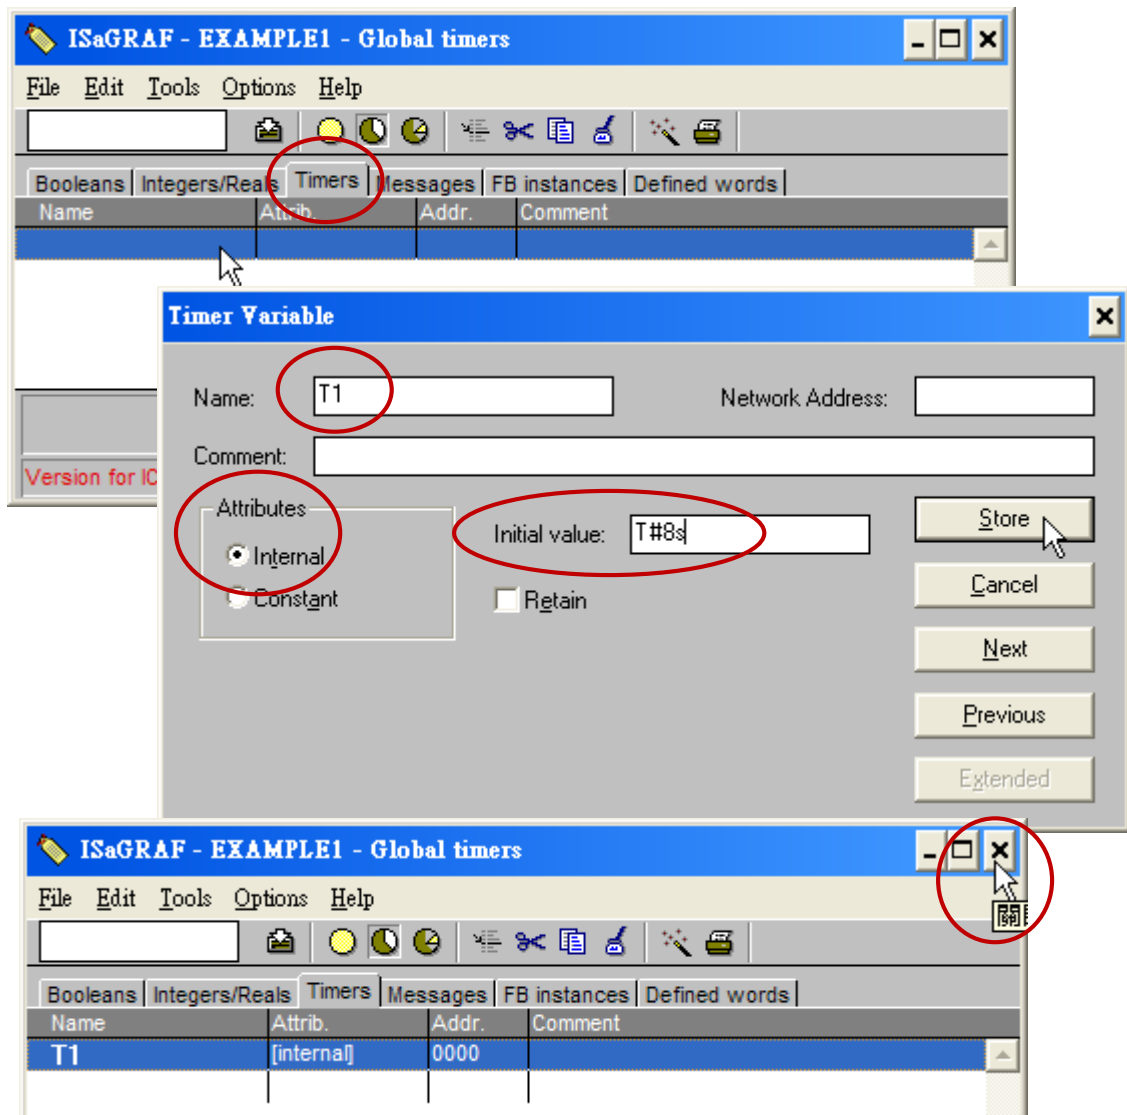 ISaGRAF - EXAMPLE1 - Global timers
File Edit Tools Options Help
Booleans Integers/Reals Timers Messages FB instances Defined words
Name Attrib. Addr. Comment
Timer Variable
Name: T1 Network Address:
Comment:
Version for IC
Attributes
Internal
Constant
Initial value: T#8s
Retain
Store
Cancel
Next
Previous
Extended
ISaGRAF - EXAMPLE1 - Global timers
關
File Edit Tools Options Help
Booleans Integers/Reals Timers Messages FB instances Defined words
Name Attrib. Addr. Comment
T1 [internal] 0000